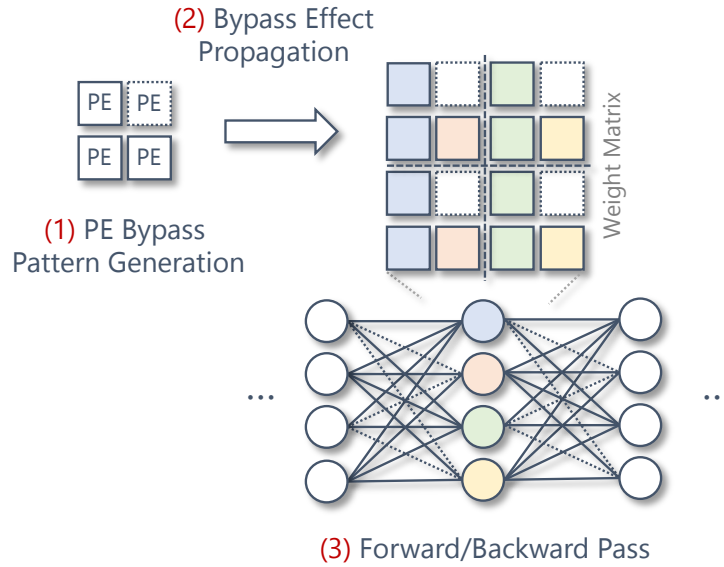 (2) Bypass Effect
Propagation
PE PE
PE PE
Weight Matrix
(1) PE Bypass
Pattern Generation
... ..
(3) Forward/Backward Pass